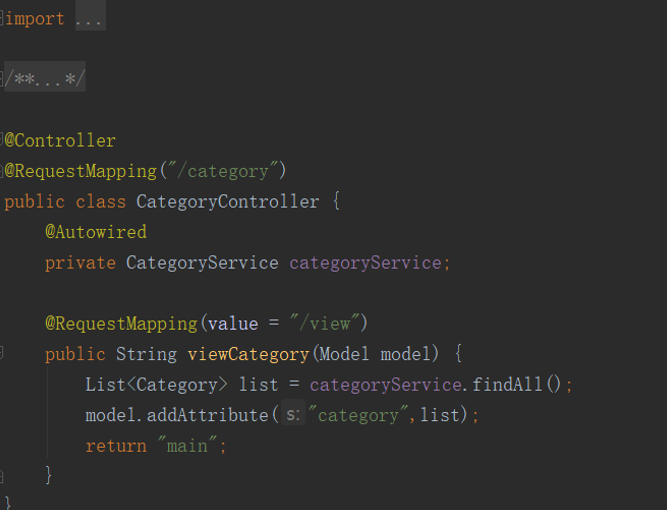 import ...
/**...*/
@Controller
@RequestMapping("/category")
public class CategoryController {
@Autowired
private CategoryService categoryService;
@RequestMapping(value = "/view")
public String viewCategory(Model model) {
List<Category> list = categoryService.findAll();
model.addAttribute( s: "category",list);
return "main";
}
}